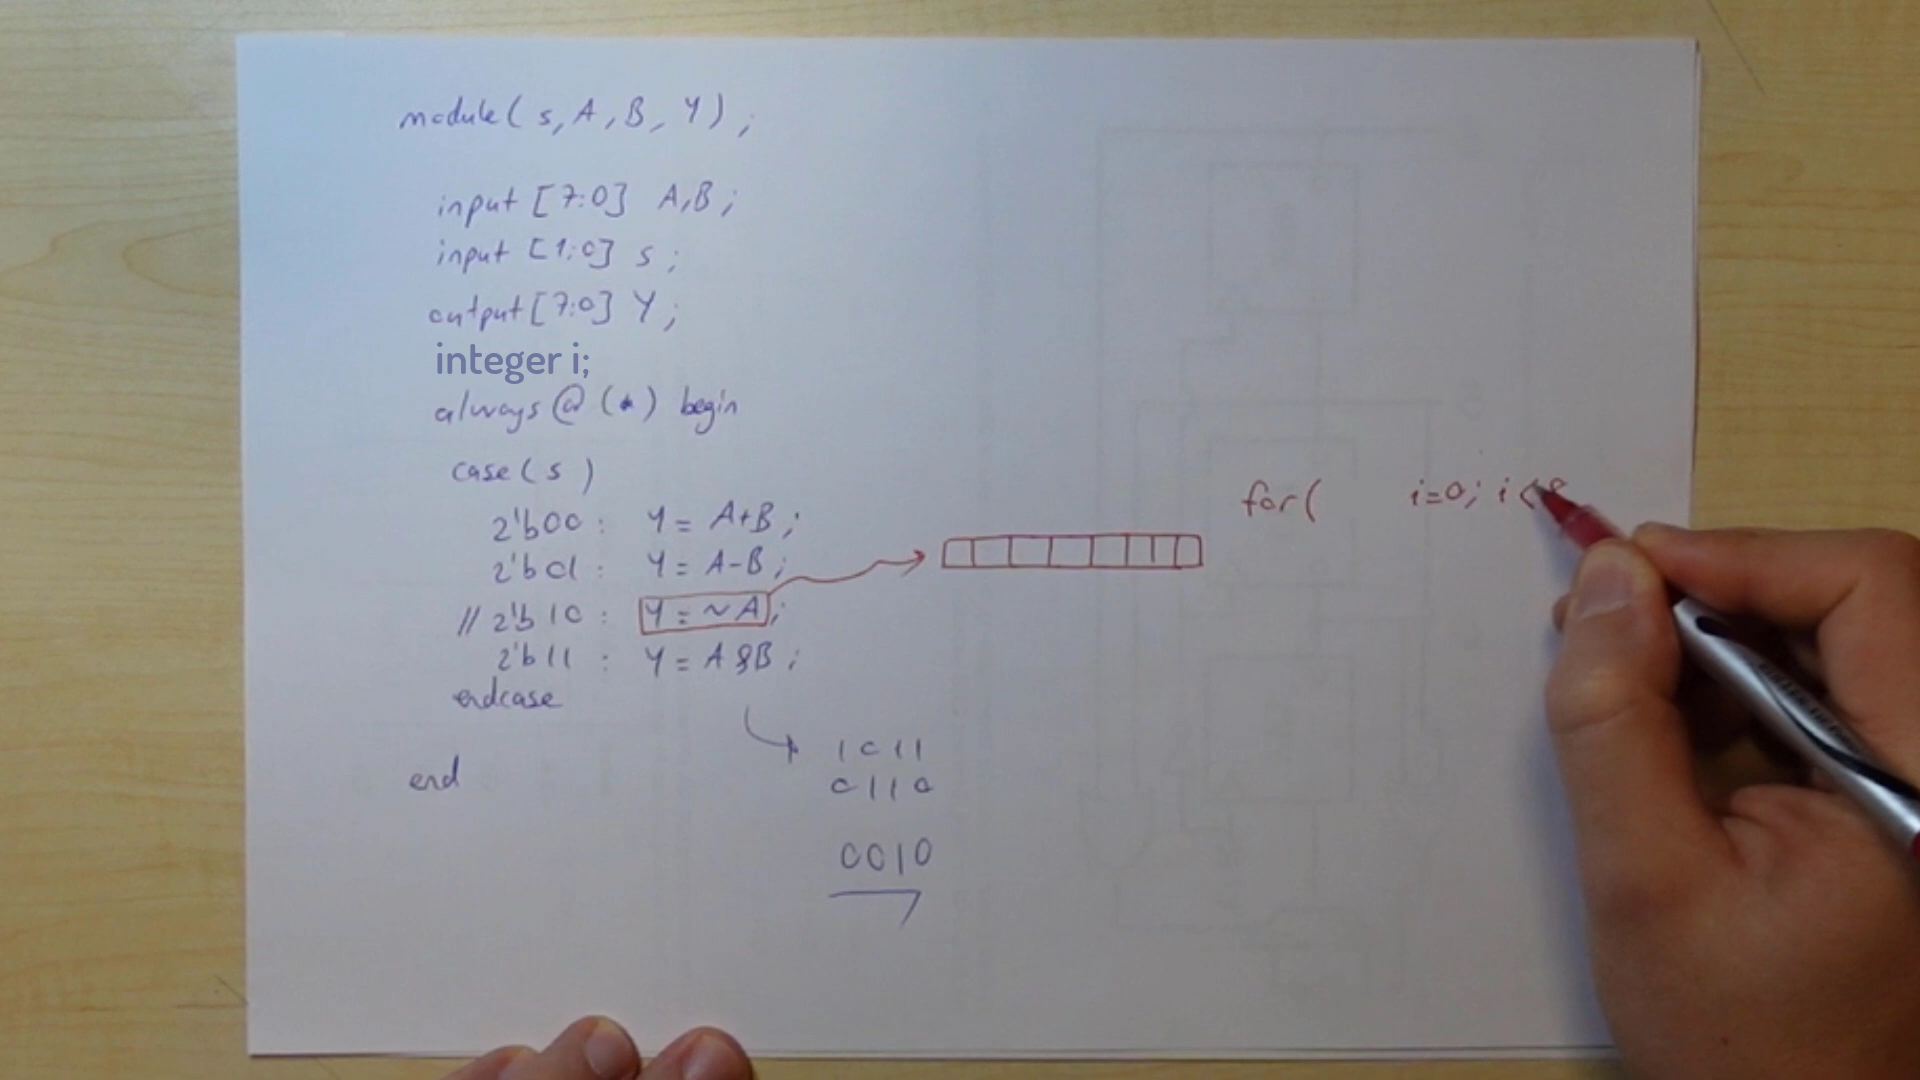 module( s, A, B, Y) ;
input [7:0] A,B ;
input [1:0] s ;
output [7:0] Y ;
integer i;
always @ (*) begin
case ( s )
2'b00 : Y = A+B ;
2'b01 : Y = A-B ;
// 2'b10 : Y = ~A ;
2'b11 : Y = A&B ;
endcase
end
for( i=0; i<8
1011
0110
0010